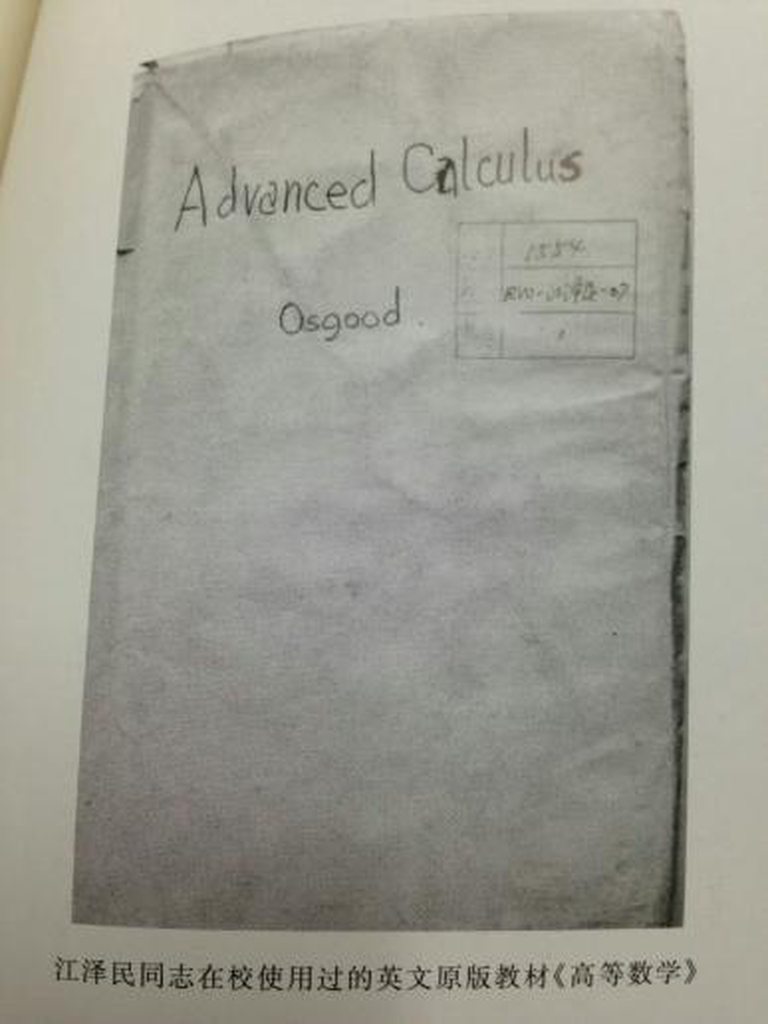 Advanced Calculus
Osgood.
江泽民同志在校使用过的英文原版教材《高等数学》